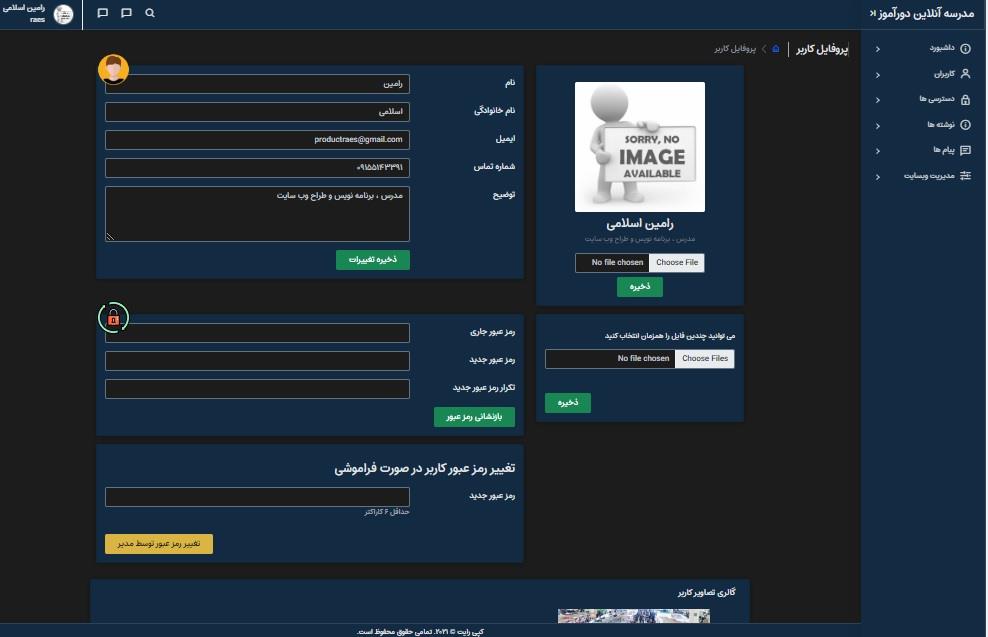 مدرسه آنلاین دورآموز
رامین اسلامی
raes
داشبورد
کاربران
دسترسی ها
نوشته ها
پیام ها
مدیریت وبسایت
پروفایل کاربر
پروفایل کاربر
SORRY, NO
IMAGE
AVAILABLE
رامین اسلامی
مدرس ، برنامه نویس و طراح وب سایت
Choose File No file chosen
ذخیره
نام
رامین
نام خانوادگی
اسلامی
ایمیل
productraes@gmail.com
شماره تماس
۰۹۱۵۵۱۴۳۳۹۱
توضیح
مدرس ، برنامه نویس و طراح وب سایت
ذخیره تغییرات
می توانید چندین فایل را همزمان انتخاب کنید
Choose Files No file chosen
ذخیره
رمز عبور جاری
رمز عبور جدید
تکرار رمز عبور جدید
بازنشانی رمز عبور
تغییر رمز عبور کاربر در صورت فراموشی
رمز عبور جدید
حداقل ۶ کاراکتر
تغییر رمز عبور توسط مدیر
گالری تصاویر کاربر
کپی رایت © ۲۰۲۱. تمامی حقوق محفوظ است.